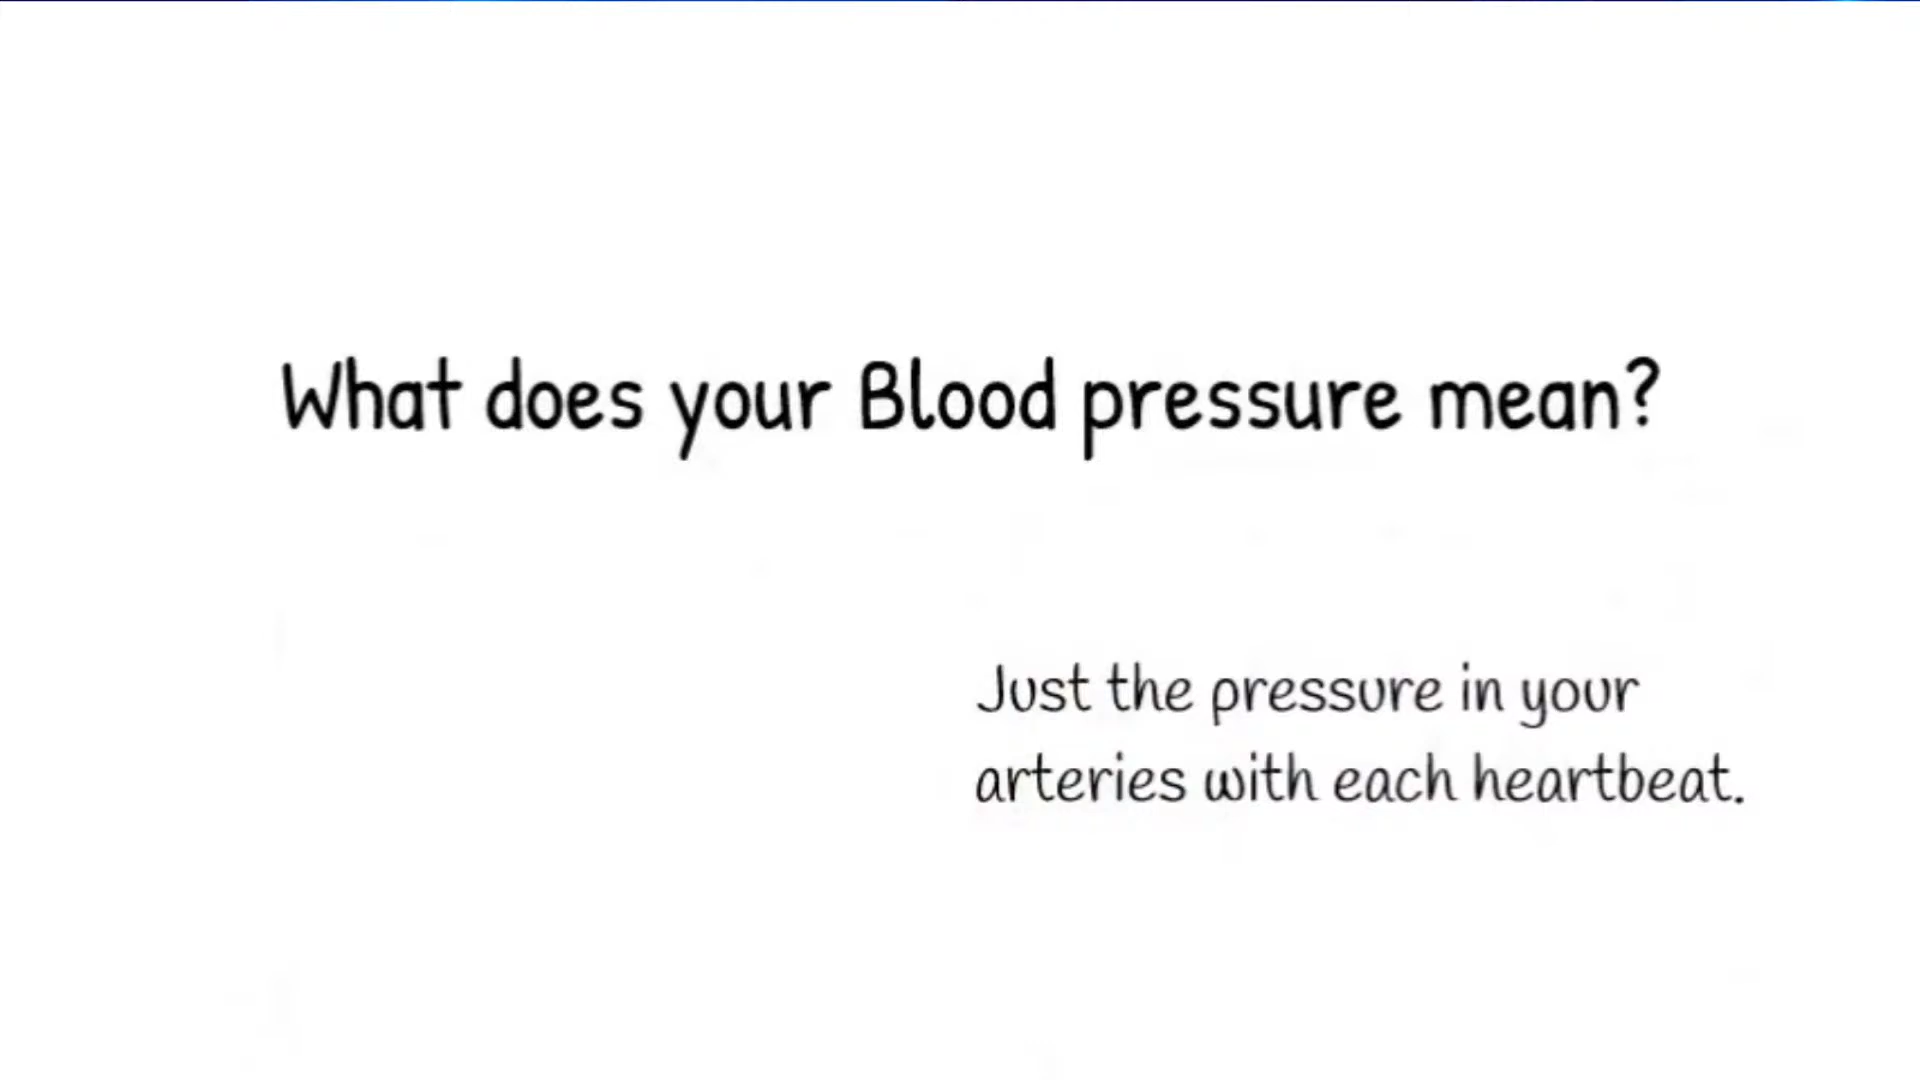 What does your Blood pressure mean?
Just the pressure in your
arteries with each heartbeat.